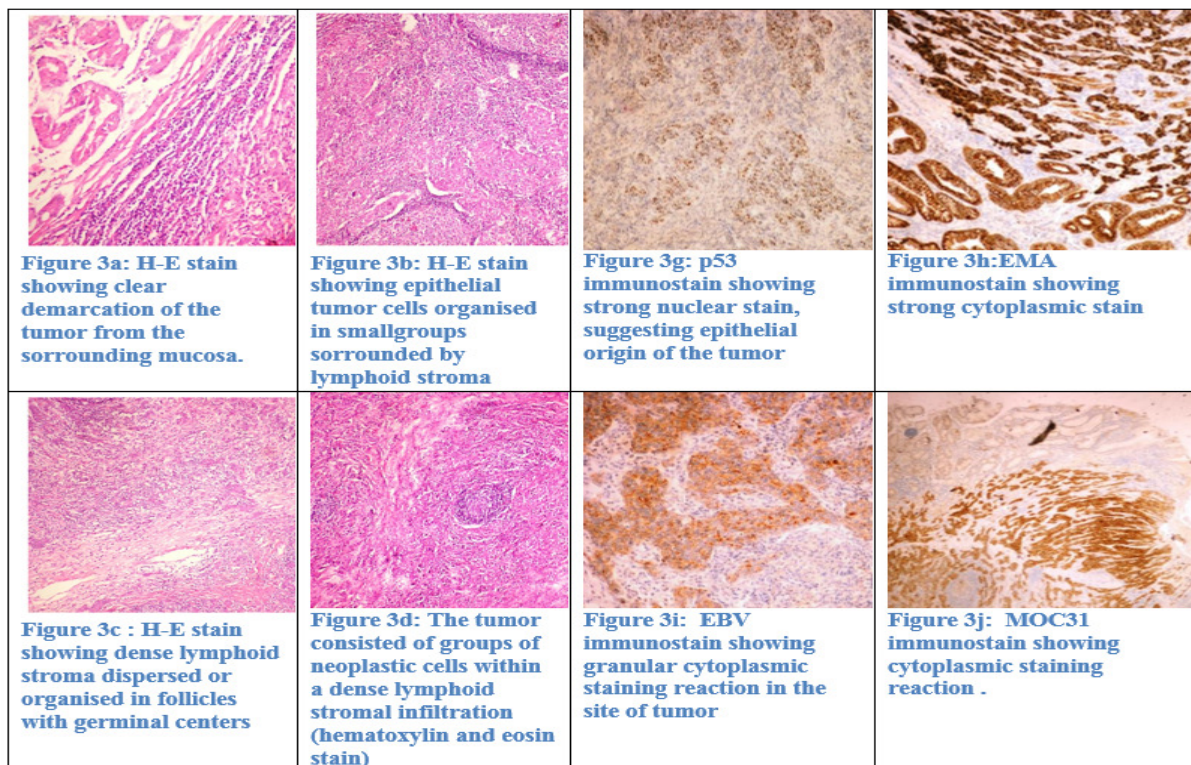 Figure 3a: H-E stain
showing clear
demarcation of the
tumor from the
sorrounding mucosa.
Figure 3b: H-E stain
showing epithelial
tumor cells organised
in smallgroups
sorrounded by
lymphoid stroma
Figure 3g: p53
immunostain showing
strong nuclear stain,
suggesting epithelial
origin of the tumor
Figure 3h:EMA
immunostain showing
strong cytoplasmic stain
Figure 3c : H-E stain
showing dense lymphoid
stroma dispersed or
organised in follicles
with germinal centers
Figure 3d: The tumor
consisted of groups of
neoplastic cells within
a dense lymphoid
stromal infiltration
(hematoxylin and eosin
stain)
Figure 3i:  EBV
immunostain showing
granular cytoplasmic
staining reaction in the
site of tumor
Figure 3j:  MOC31
immunostain showing
cytoplasmic staining
reaction .